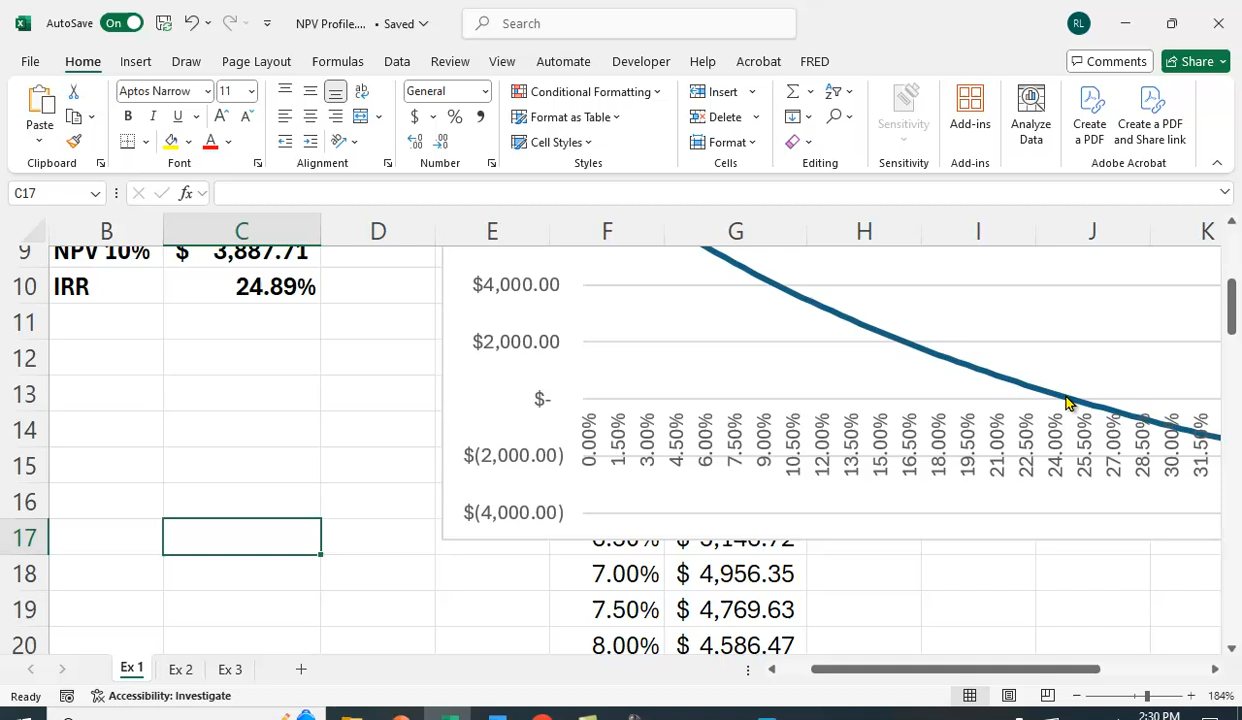 AutoSave On NPV Profile.... • Saved Search RL
File Home Insert Draw Page Layout Formulas Data Review View Automate Developer Help Acrobat FRED Comments Share
Paste
Clipboard
Aptos Narrow 11
B I U
Font
Alignment
General
$ % ,
Number
Conditional Formatting
Format as Table
Cell Styles
Styles
Insert
Delete
Format
Cells
Editing
Sensitivity
Sensitivity
Add-ins
Add-ins
Analyze
Data
Create
a PDF
Create a PDF
and Share link
Adobe Acrobat
C17 fx
B C D E F G H I J K
9 NPV 10% $ 3,887.71
10 IRR 24.89%
11
12
13
14
15
16
17
18
19
20
$4,000.00
$2,000.00
$-
$(2,000.00)
$(4,000.00)
0.00% 1.50% 3.00% 4.50% 6.00% 7.50% 9.00% 10.50% 12.00% 13.50% 15.00% 16.50% 18.00% 19.50% 21.00% 22.50% 24.00% 25.50% 27.00% 28.50% 30.00% 31.50%
6.50% $ 5,146.72
7.00% $ 4,956.35
7.50% $ 4,769.63
8.00% $ 4,586.47
Ex 1 Ex 2 Ex 3
Ready Accessibility: Investigate 184%
2:30 PM